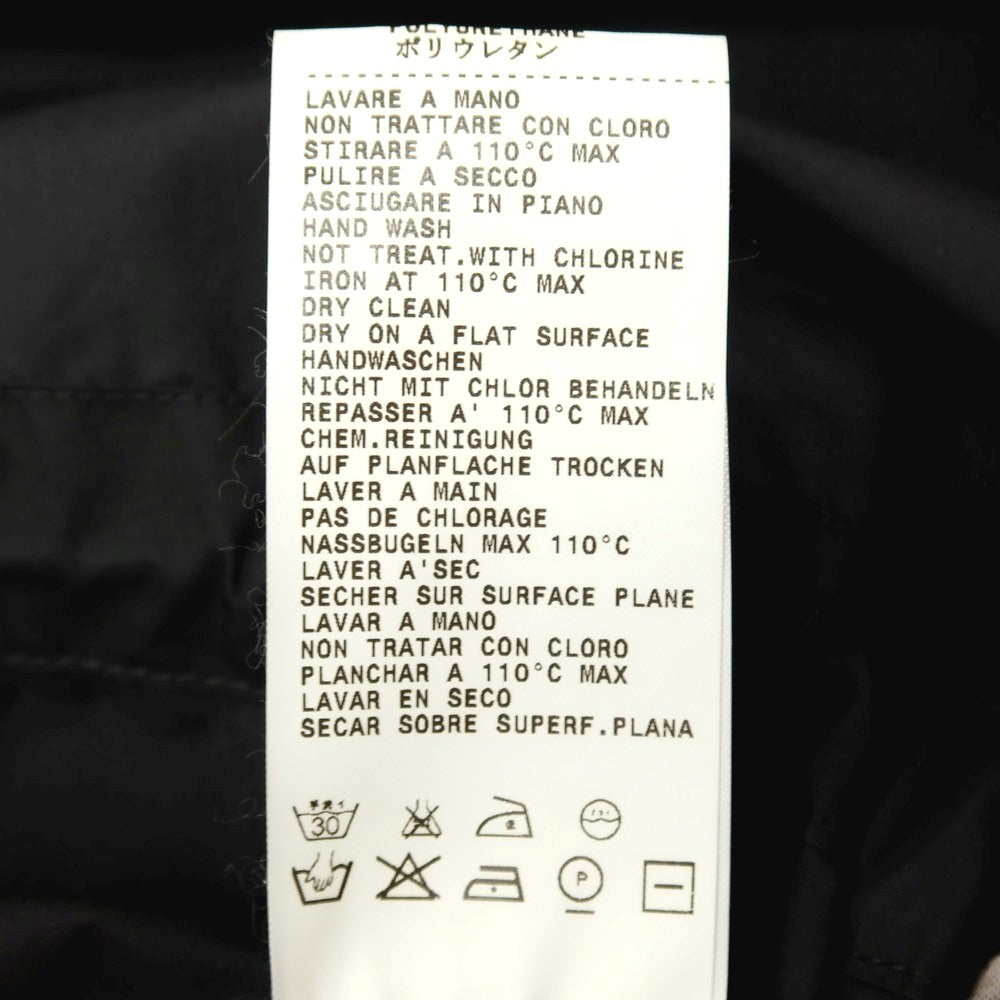 POLYURETHANE
ポリウレタン
LAVARE A MANO
NON TRATTARE CON CLORO
STIRARE A 110°C MAX
PULIRE A SECCO
ASCIUGARE IN PIANO
HAND WASH
NOT TREAT.WITH CHLORINE
IRON AT 110°C MAX
DRY CLEAN
DRY ON A FLAT SURFACE
HANDWASCHEN
NICHT MIT CHLOR BEHANDELN
REPASSER A' 110°C MAX
CHEM.REINIGUNG
AUF PLANFLACHE TROCKEN
LAVER A MAIN
PAS DE CHLORAGE
NASSBUGELN MAX 110°C
LAVER A'SEC
SECHER SUR SURFACE PLANE
LAVAR A MANO
NON TRATAR CON CLORO
PLANCHAR A 110°C MAX
LAVAR EN SECO
SECAR SOBRE SUPERF.PLANA
30
P